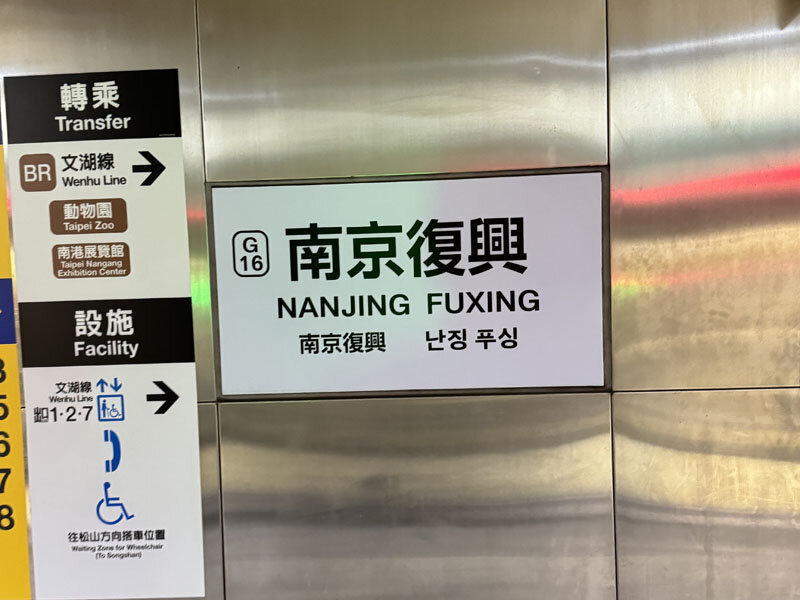 轉乘
Transfer
BR
文湖線
Wenhu Line
動物園
Taipei Zoo
南港展覽館
Taipei Nangang
Exhibition Center
設施
Facility
文湖線
Wenhu Line
出口1·2·7
往松山方向搭車位置
Waiting Zone for Wheelchair
(To Songshan)
G
16
南京復興
NANJING FUXING
南京復興 난징 푸싱
5
6
7
8